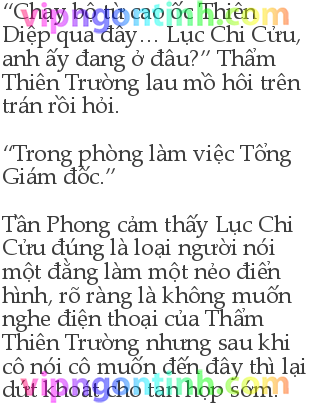 “Chạy bộ từ cao ốc Thiên
Diệp qua đây… Lục Chi Cửu,
anh ấy đang ở đâu?” Thẩm
Thiên Trường lau mồ hôi trên
trán rồi hỏi.
“Trong phòng làm việc Tổng
Giám đốc.”
Tần Phong cảm thấy Lục Chi
Cửu đúng là loại người nói
một đằng làm một nẻo điển
hình, rõ ràng là không muốn
nghe điện thoại của Thẩm
Thiên Trường nhưng sau khi
cô nói cô muốn đến đây thì lại
dứt khoát cho tan họp sớm.
vipngontinh.com
vipngontinh.com